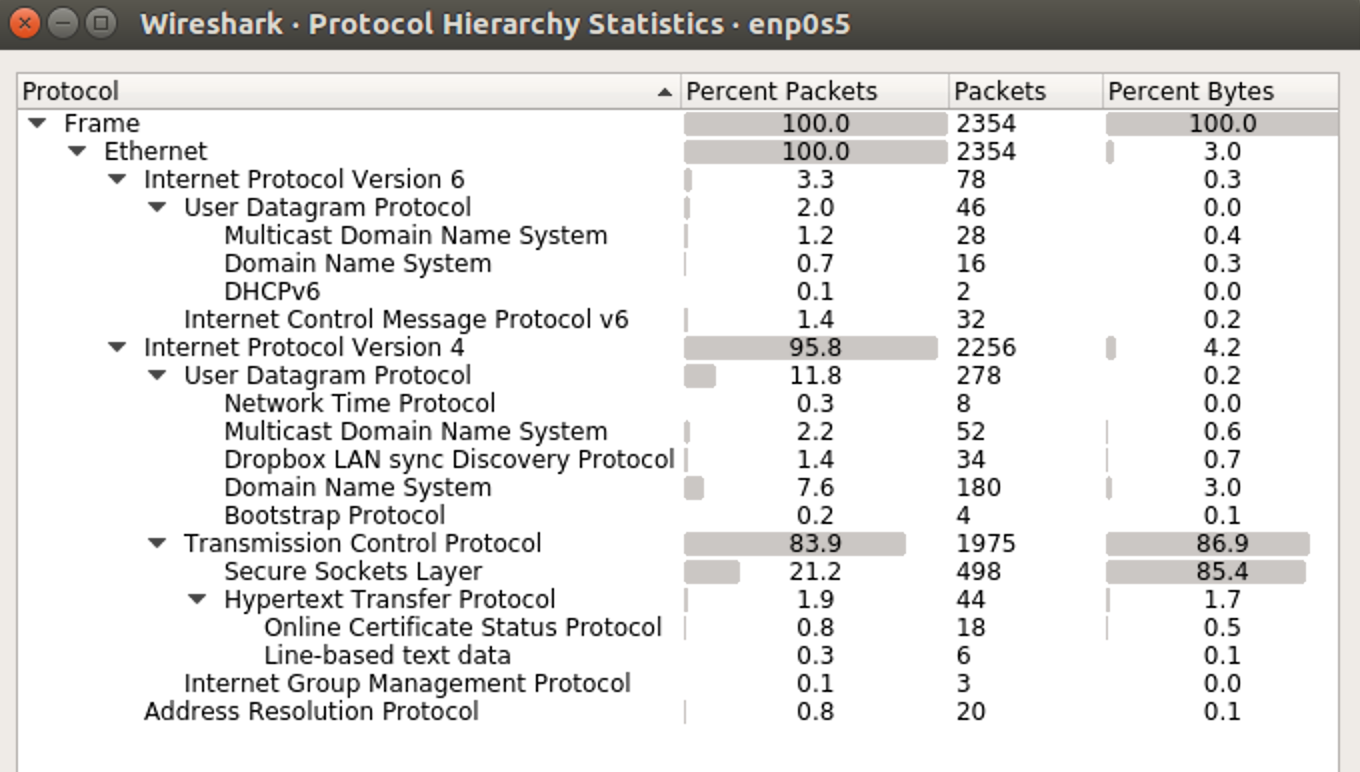 Wireshark · Protocol Hierarchy Statistics · enp0s5
Protocol Percent Packets Packets Percent Bytes
Frame 100.0 2354 100.0
Ethernet 100.0 2354 3.0
Internet Protocol Version 6 3.3 78 0.3
User Datagram Protocol 2.0 46 0.0
Multicast Domain Name System 1.2 28 0.4
Domain Name System 0.7 16 0.3
DHCPv6 0.1 2 0.0
Internet Control Message Protocol v6 1.4 32 0.2
Internet Protocol Version 4 95.8 2256 4.2
User Datagram Protocol 11.8 278 0.2
Network Time Protocol 0.3 8 0.0
Multicast Domain Name System 2.2 52 0.6
Dropbox LAN sync Discovery Protocol 1.4 34 0.7
Domain Name System 7.6 180 3.0
Bootstrap Protocol 0.2 4 0.1
Transmission Control Protocol 83.9 1975 86.9
Secure Sockets Layer 21.2 498 85.4
Hypertext Transfer Protocol 1.9 44 1.7
Online Certificate Status Protocol 0.8 18 0.5
Line-based text data 0.3 6 0.1
Internet Group Management Protocol 0.1 3 0.0
Address Resolution Protocol 0.8 20 0.1